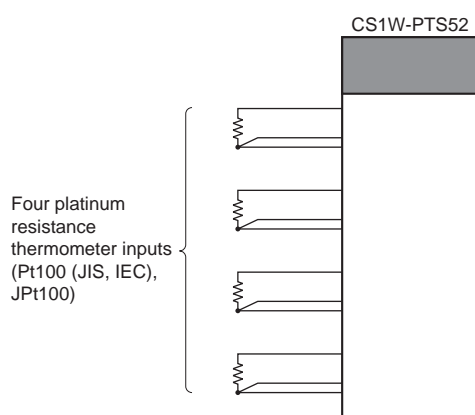 CS1W-PTS52
Four platinum
resistance
thermometer inputs
(Pt100 (JIS, IEC),
JPt100)